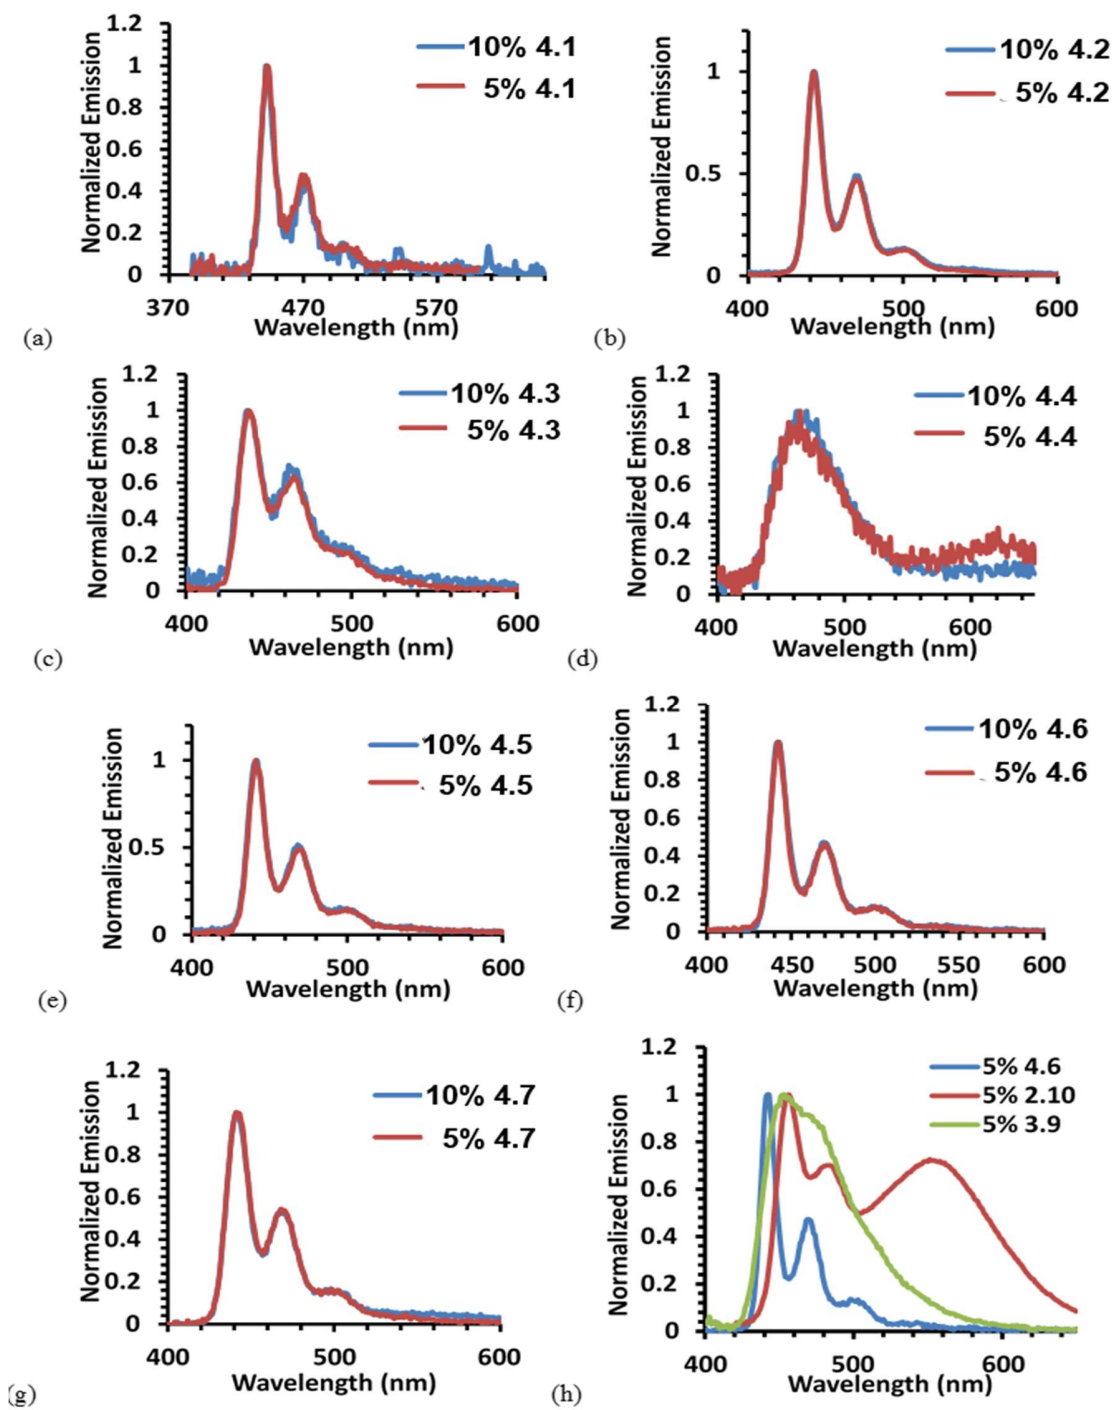 1.2
1
0.8
0.6
0.4
0.2
0
370 470 570
Normalized Emission
Wavelength (nm)
10% 4.1
5% 4.1
(a)
1
0.5
0
400 500 600
Normalized Emission
Wavelength (nm)
10% 4.2
5% 4.2
(b)
1.2
1
0.8
0.6
0.4
0.2
0
400 500 600
Normalized Emission
Wavelength (nm)
10% 4.3
5% 4.3
(c)
1.2
1
0.8
0.6
0.4
0.2
0
400 500 600
Normalized Emission
Wavelength (nm)
10% 4.4
5% 4.4
(d)
1
0.5
0
400 500 600
Normalized Emission
Wavelength (nm)
10% 4.5
5% 4.5
(e)
1.2
1
0.8
0.6
0.4
0.2
0
400 450 500 550 600
Normalized Emission
Wavelength (nm)
10% 4.6
5% 4.6
(f)
1.2
1
0.8
0.6
0.4
0.2
0
400 500 600
Normalized Emission
Wavelength (nm)
10% 4.7
5% 4.7
(g)
1.2
1
0.8
0.6
0.4
0.2
0
400 500 600
Normalized Emission
Wavelength (nm)
5% 4.6
5% 2.10
5% 3.9
(h)